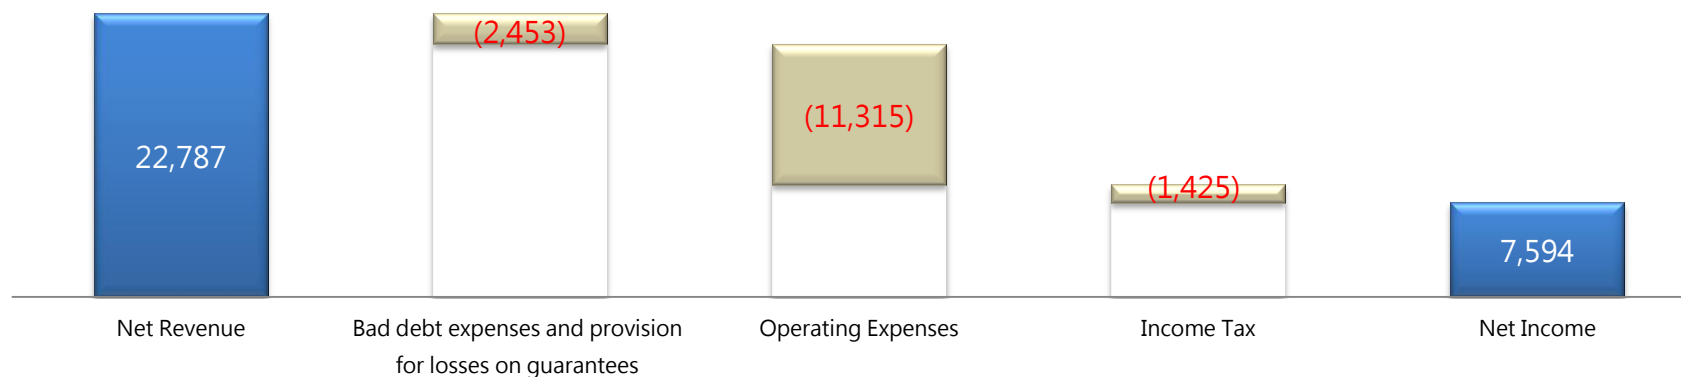 (2,453)
(11,315)
22,787
(1,425)
7,594
Net Revenue
Bad debt expenses and provision
for losses on guarantees
Operating Expenses
Income Tax
Net Income